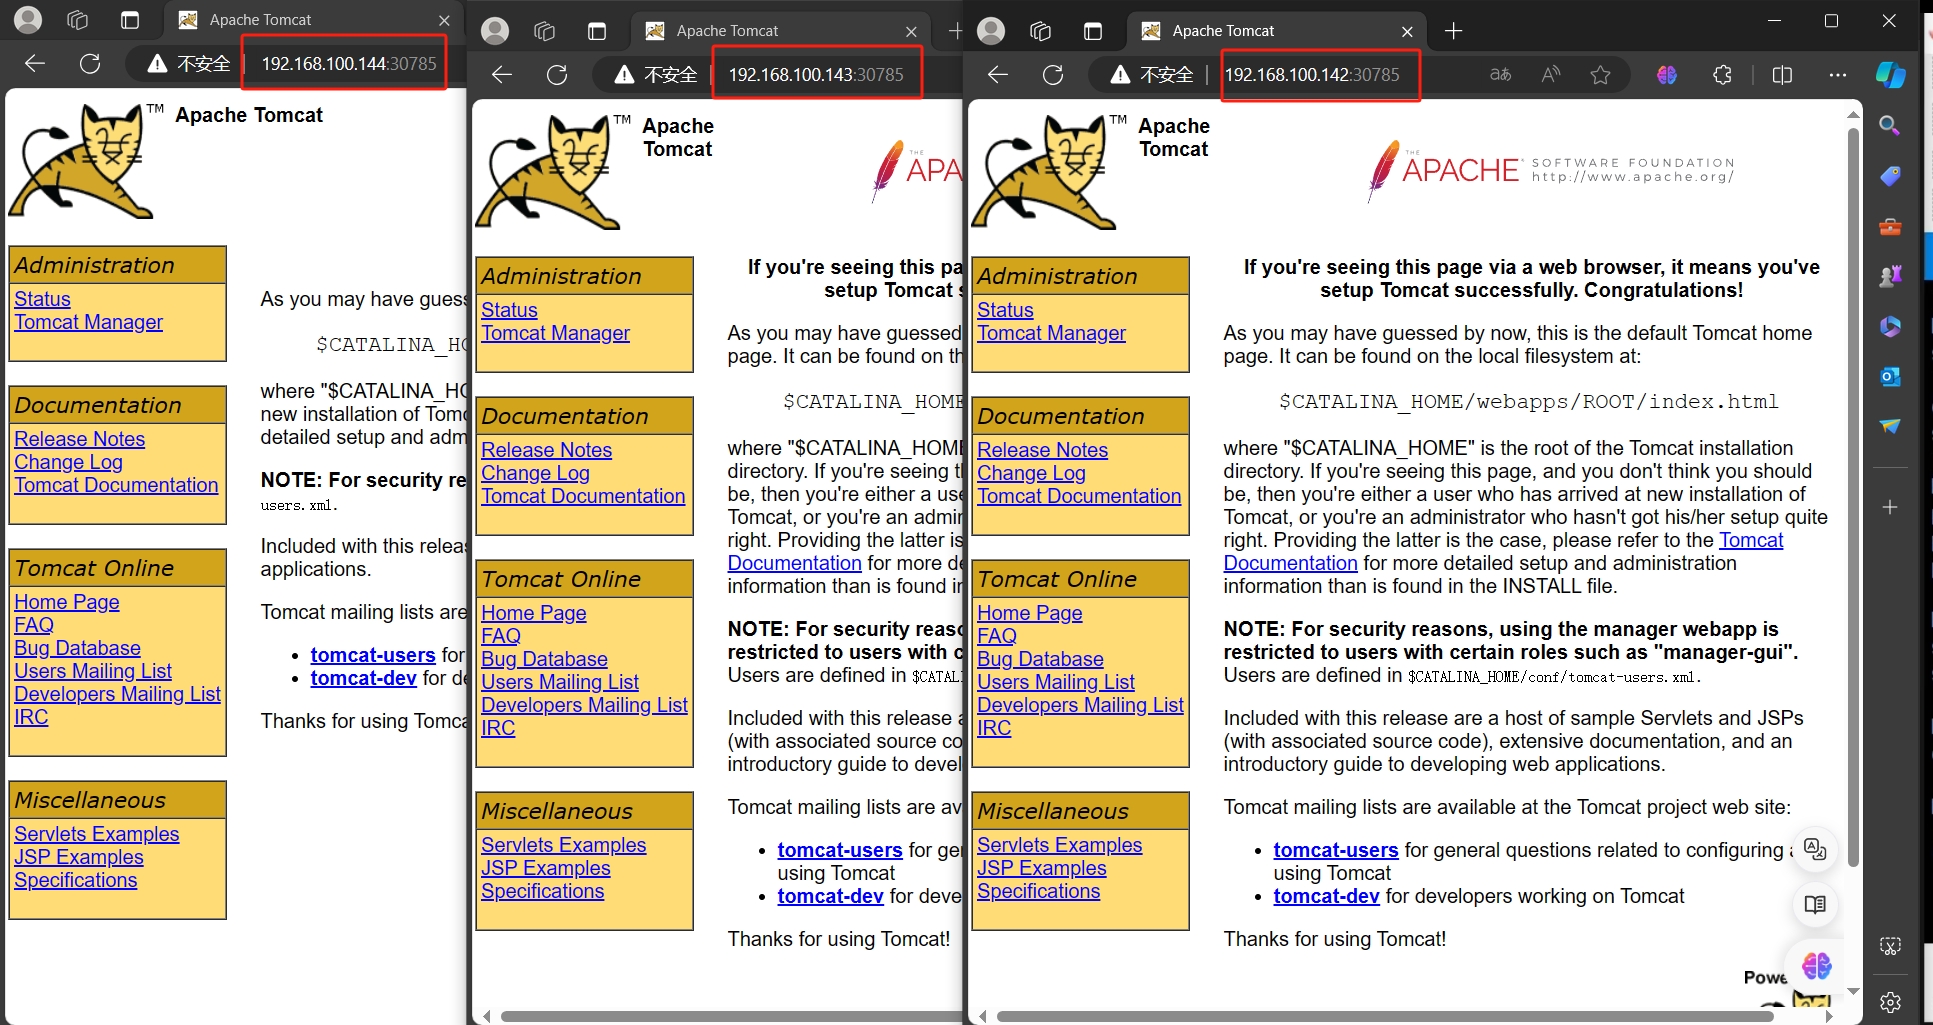 Apache Tomcat
不安全
192.168.100.144:30785
TM
Apache Tomcat
Administration
Status
Tomcat Manager
Documentation
Release Notes
Change Log
Tomcat Documentation
Tomcat Online
Home Page
FAQ
Bug Database
Users Mailing List
Developers Mailing List
IRC
Miscellaneous
Servlets Examples
JSP Examples
Specifications
As you may have
$CATALINA_
where "$CATALINA_
new installation of
detailed setup and
NOTE: For security
users.xml.
Included with this
applications.
Tomcat mailing lists are
• tomcat-users for
• tomcat-dev for
Thanks for using
Apache Tomcat
不安全
192.168.100.143:30785
TM
Apache
Tomcat
THE
APA
Administration
Status
Tomcat Manager
Documentation
Release Notes
Change Log
Tomcat Documentation
Tomcat Online
Home Page
FAQ
Bug Database
Users Mailing List
Developers Mailing List
IRC
Miscellaneous
Servlets Examples
JSP Examples
Specifications
If you're seeing this
setup Tomcat
As you may have guessed
page. It can be found on
$CATALINA_HOME
where "$CATALINA_HOME
directory. If you're seeing
be, then you're either a
Tomcat, or you're an
right. Providing the latter is
Documentation for more
information than is found
NOTE: For security
restricted to users with
Users are defined in
Included with this release
(with associated source
introductory guide to
Tomcat mailing lists are
• tomcat-users for
using Tomcat
• tomcat-dev for
Thanks for using Tomcat!
Apache Tomcat
不安全
192.168.100.142:30785
TM
Apache
Tomcat
THE
APACHE
SOFTWARE FOUNDATION
http://www.apache.org/
Administration
Status
Tomcat Manager
Documentation
Release Notes
Change Log
Tomcat Documentation
Tomcat Online
Home Page
FAQ
Bug Database
Users Mailing List
Developers Mailing List
IRC
Miscellaneous
Servlets Examples
JSP Examples
Specifications
If you're seeing this page via a web browser, it means you've
setup Tomcat successfully. Congratulations!
As you may have guessed by now, this is the default Tomcat home
page. It can be found on the local filesystem at:
$CATALINA_HOME/webapps/ROOT/index.html
where "$CATALINA_HOME" is the root of the Tomcat installation
directory. If you're seeing this page, and you don't think you should
be, then you're either a user who has arrived at new installation of
Tomcat, or you're an administrator who hasn't got his/her setup quite
right. Providing the latter is the case, please refer to the Tomcat
Documentation for more detailed setup and administration
information than is found in the INSTALL file.
NOTE: For security reasons, using the manager webapp is
restricted to users with certain roles such as "manager-gui".
Users are defined in $CATALINA_HOME/conf/tomcat-users.xml.
Included with this release are a host of sample Servlets and JSPs
(with associated source code), extensive documentation, and an
introductory guide to developing web applications.
Tomcat mailing lists are available at the Tomcat project web site:
• tomcat-users for general questions related to configuring
using Tomcat
• tomcat-dev for developers working on Tomcat
Thanks for using Tomcat!